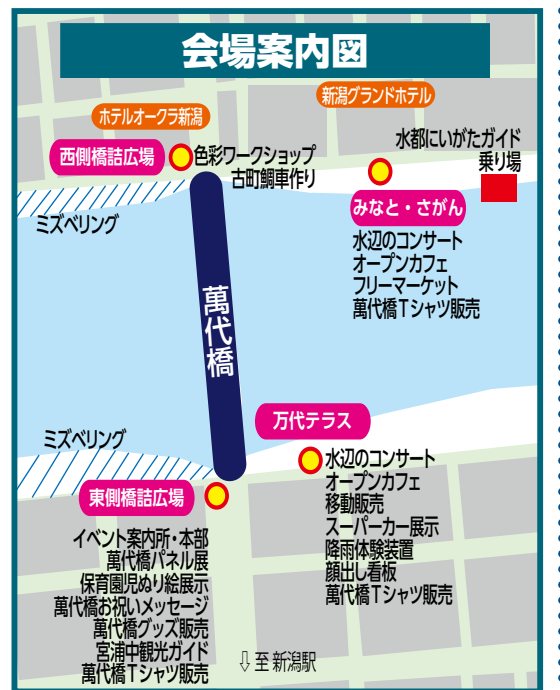 会場案内図
新潟グランドホテル
ホテルオークラ新潟
水都にいがたガイド
乗り場
西側橋詰広場
色彩ワークショップ
古町鯛車作り
みなと・さがん
ミズベリング
水辺のコンサート
オープンカフェ
フリーマーケット
萬代橋Tシャツ販売
萬代橋
万代テラス
ミズベリング
水辺のコンサート
オープンカフェ
移動販売
スーパーカー展示
降雨体験装置
顔出し看板
萬代橋Tシャツ販売
東側橋詰広場
イベント案内所・本部
萬代橋パネル展
保育園児ぬり絵展示
萬代橋お祝いメッセージ
萬代橋グッズ販売
宮浦中観光ガイド
萬代橋Tシャツ販売
⇩至新潟駅